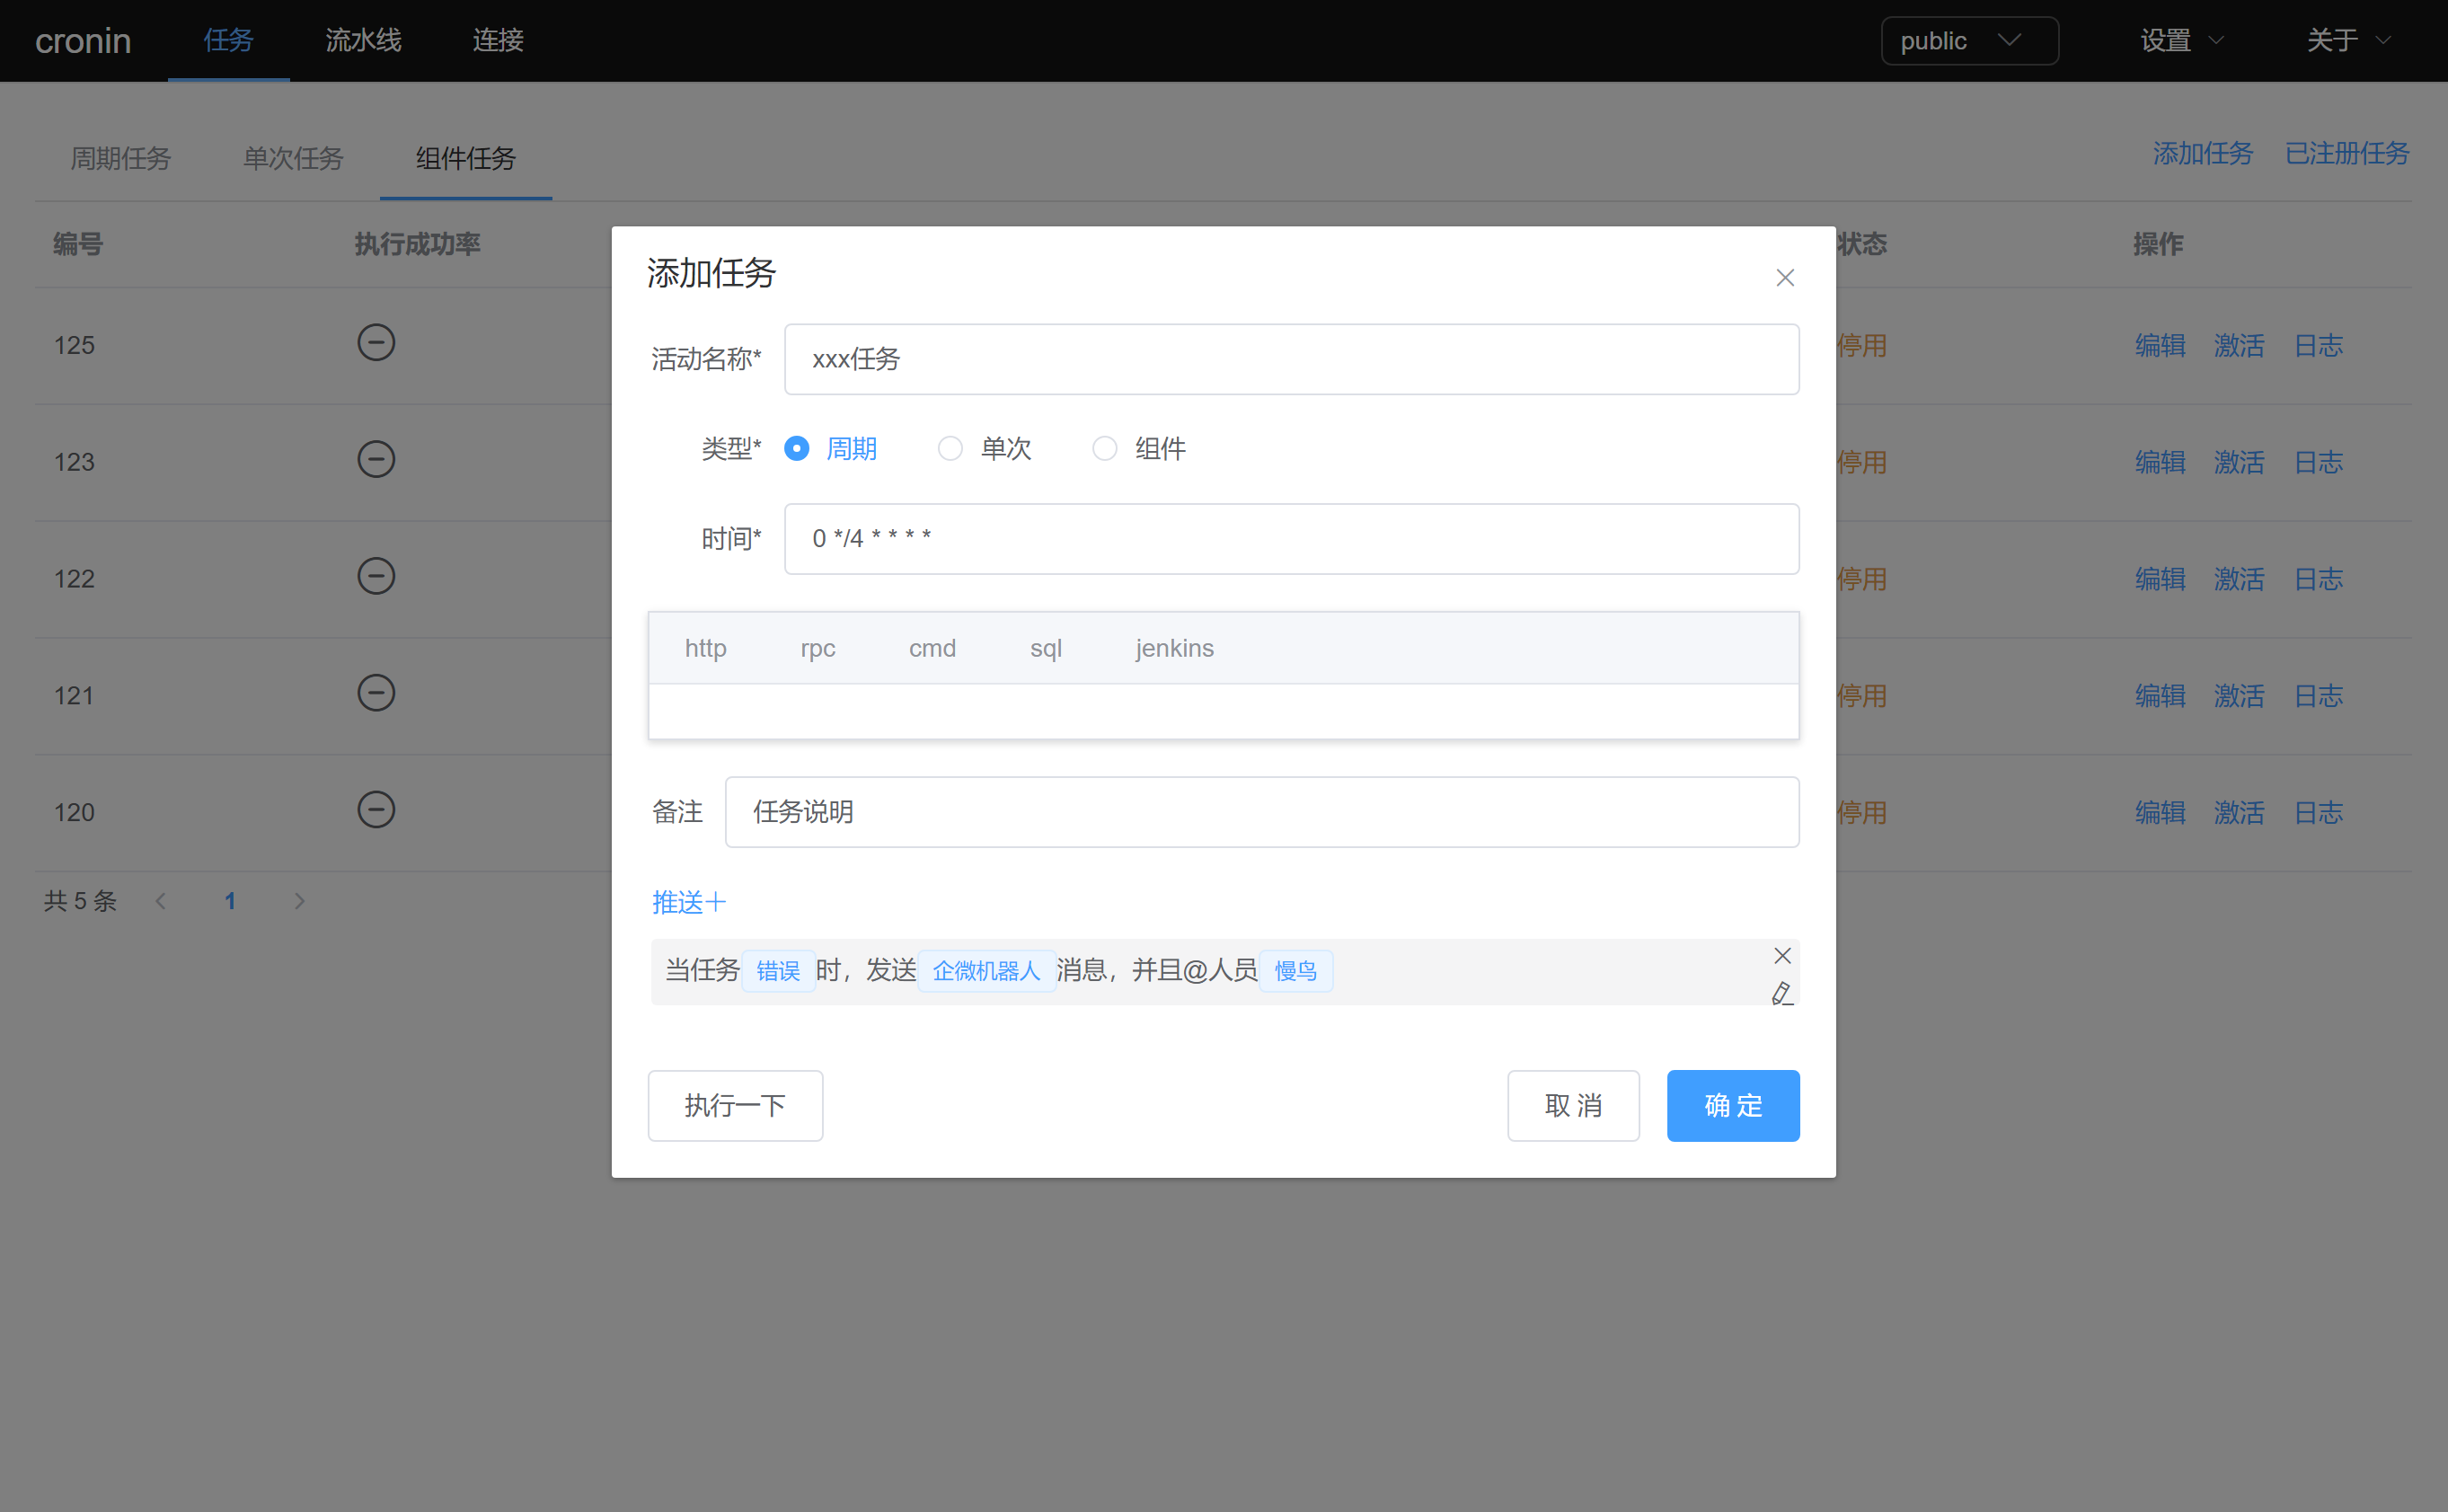 cronin 任务 流水线 连接 public 设置 关于
周期任务 单次任务 组件任务 添加任务 已注册任务
编号 执行成功率 状态 操作
125 停用 编辑 激活 日志
123 停用 编辑 激活 日志
122 停用 编辑 激活 日志
121 停用 编辑 激活 日志
120 停用 编辑 激活 日志
共 5 条 1
添加任务
活动名称* xxx任务
类型* 周期 单次 组件
时间* 0 */4 * * * *
http rpc cmd sql jenkins
备注 任务说明
推送
当任务 错误 时，发送 企微机器人 消息，并且@人员 慢鸟
执行一下 取 消 确 定